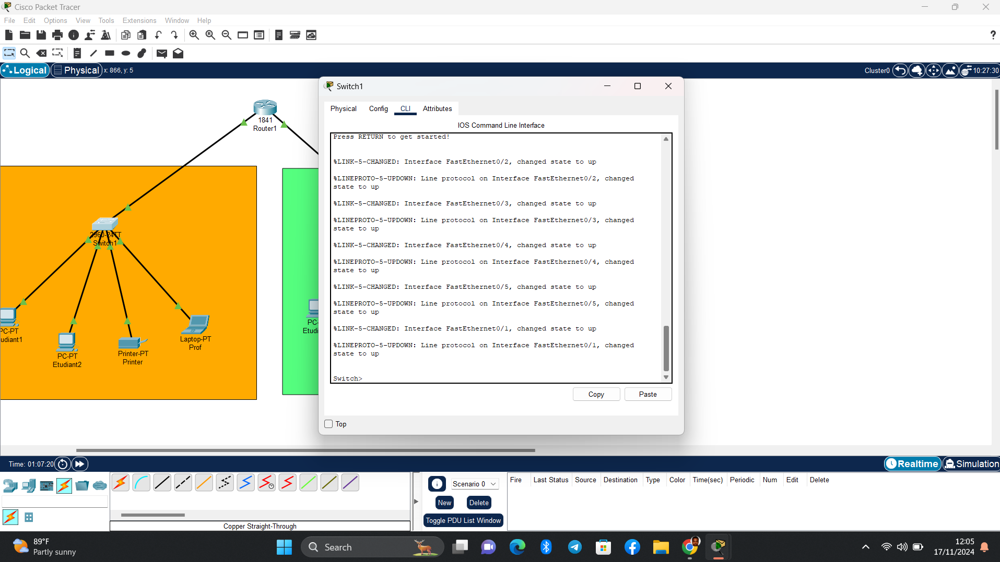 Cisco Packet Tracer
File Edit Options View Tools Extensions Window Help
?
Logical Physical x: 866, y: 5
Cluster0 10:27:30
1841
Router1
2960-24TT
Switch1
PC-PT
udiant1
PC-PT
Etudiant2
Printer-PT
Printer
Laptop-PT
Prof
PC-
Etudi
Switch1
Physical Config CLI Attributes
IOS Command Line Interface
Press RETURN to get started!
%LINK-5-CHANGED: Interface FastEthernet0/2, changed state to up
%LINEPROTO-5-UPDOWN: Line protocol on Interface FastEthernet0/2, changed
state to up
%LINK-5-CHANGED: Interface FastEthernet0/3, changed state to up
%LINEPROTO-5-UPDOWN: Line protocol on Interface FastEthernet0/3, changed
state to up
%LINK-5-CHANGED: Interface FastEthernet0/4, changed state to up
%LINEPROTO-5-UPDOWN: Line protocol on Interface FastEthernet0/4, changed
state to up
%LINK-5-CHANGED: Interface FastEthernet0/5, changed state to up
%LINEPROTO-5-UPDOWN: Line protocol on Interface FastEthernet0/5, changed
state to up
%LINK-5-CHANGED: Interface FastEthernet0/1, changed state to up
%LINEPROTO-5-UPDOWN: Line protocol on Interface FastEthernet0/1, changed
state to up
Switch>
Copy Paste
Top
Time: 01:07:20
Realtime Simulation
Copper Straight-Through
Scenario 0
New Delete
Toggle PDU List Window
Fire Last Status Source Destination Type Color Time(sec) Periodic Num Edit Delete
89°F
Partly sunny
Search
12:05
17/11/2024